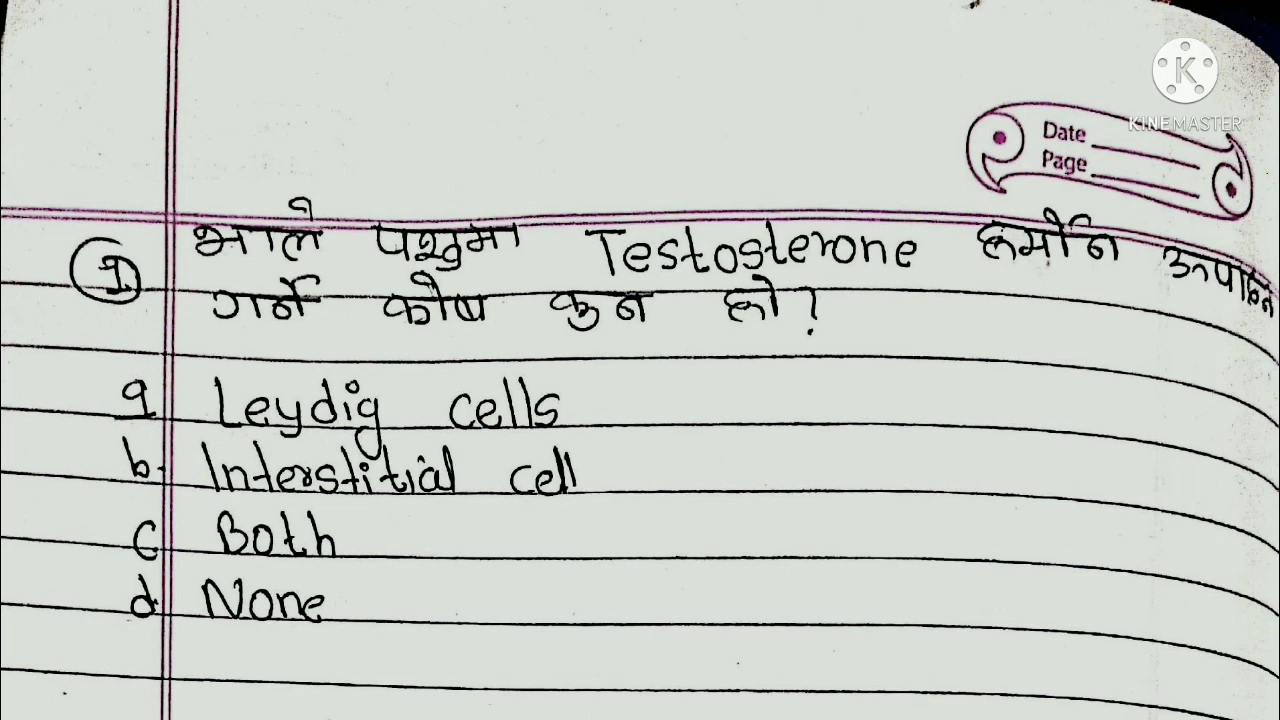 KINEMASTER
Date
Page
1 भाले पशुमा Testosterone हर्मोन उत्पादन
गर्ने कोष कुन हो?
a Leydig cells
b. Interstitial cell
c Both
d None